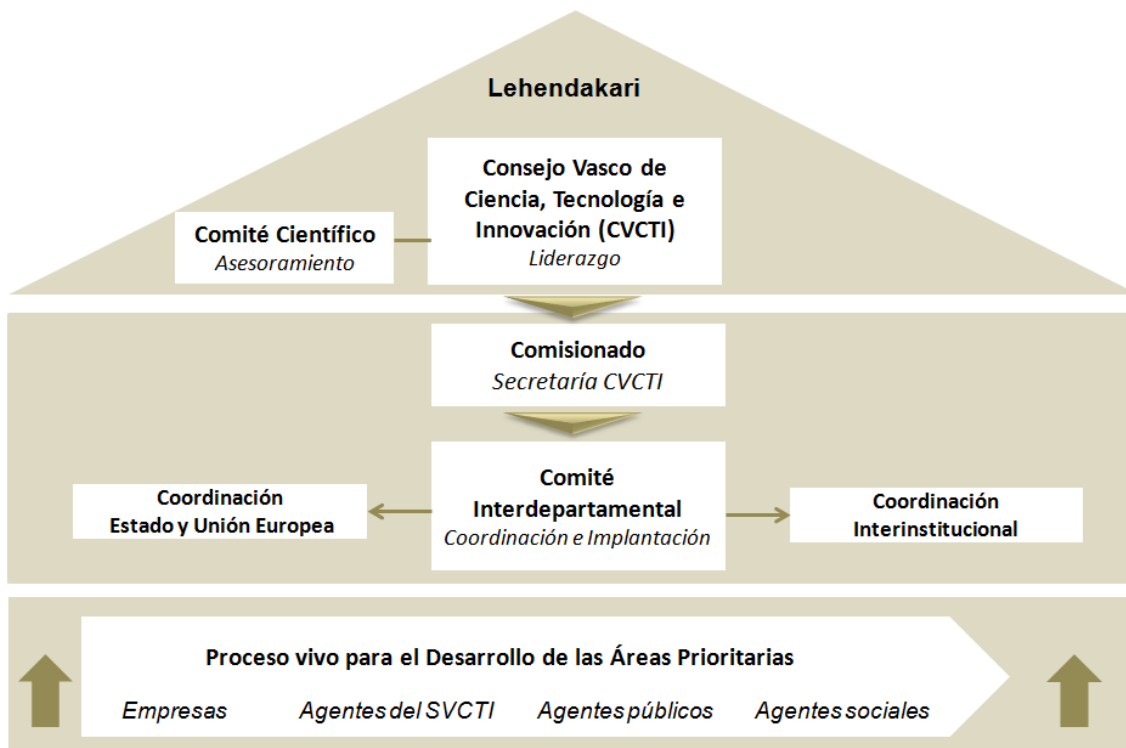 Lehendakari
Consejo Vasco de
Ciencia, Tecnología e
Innovación (CVCTI)
Liderazgo
Comité Científico
Asesoramiento
Comisionado
Secretaría CVCTI
Comité
Interdepartamental
Coordinación e Implantación
Coordinación
Estado y Unión Europea
Coordinación
Interinstitucional
Proceso vivo para el Desarrollo de las Áreas Prioritarias
Empresas Agentes del SVCTI Agentes públicos Agentes sociales